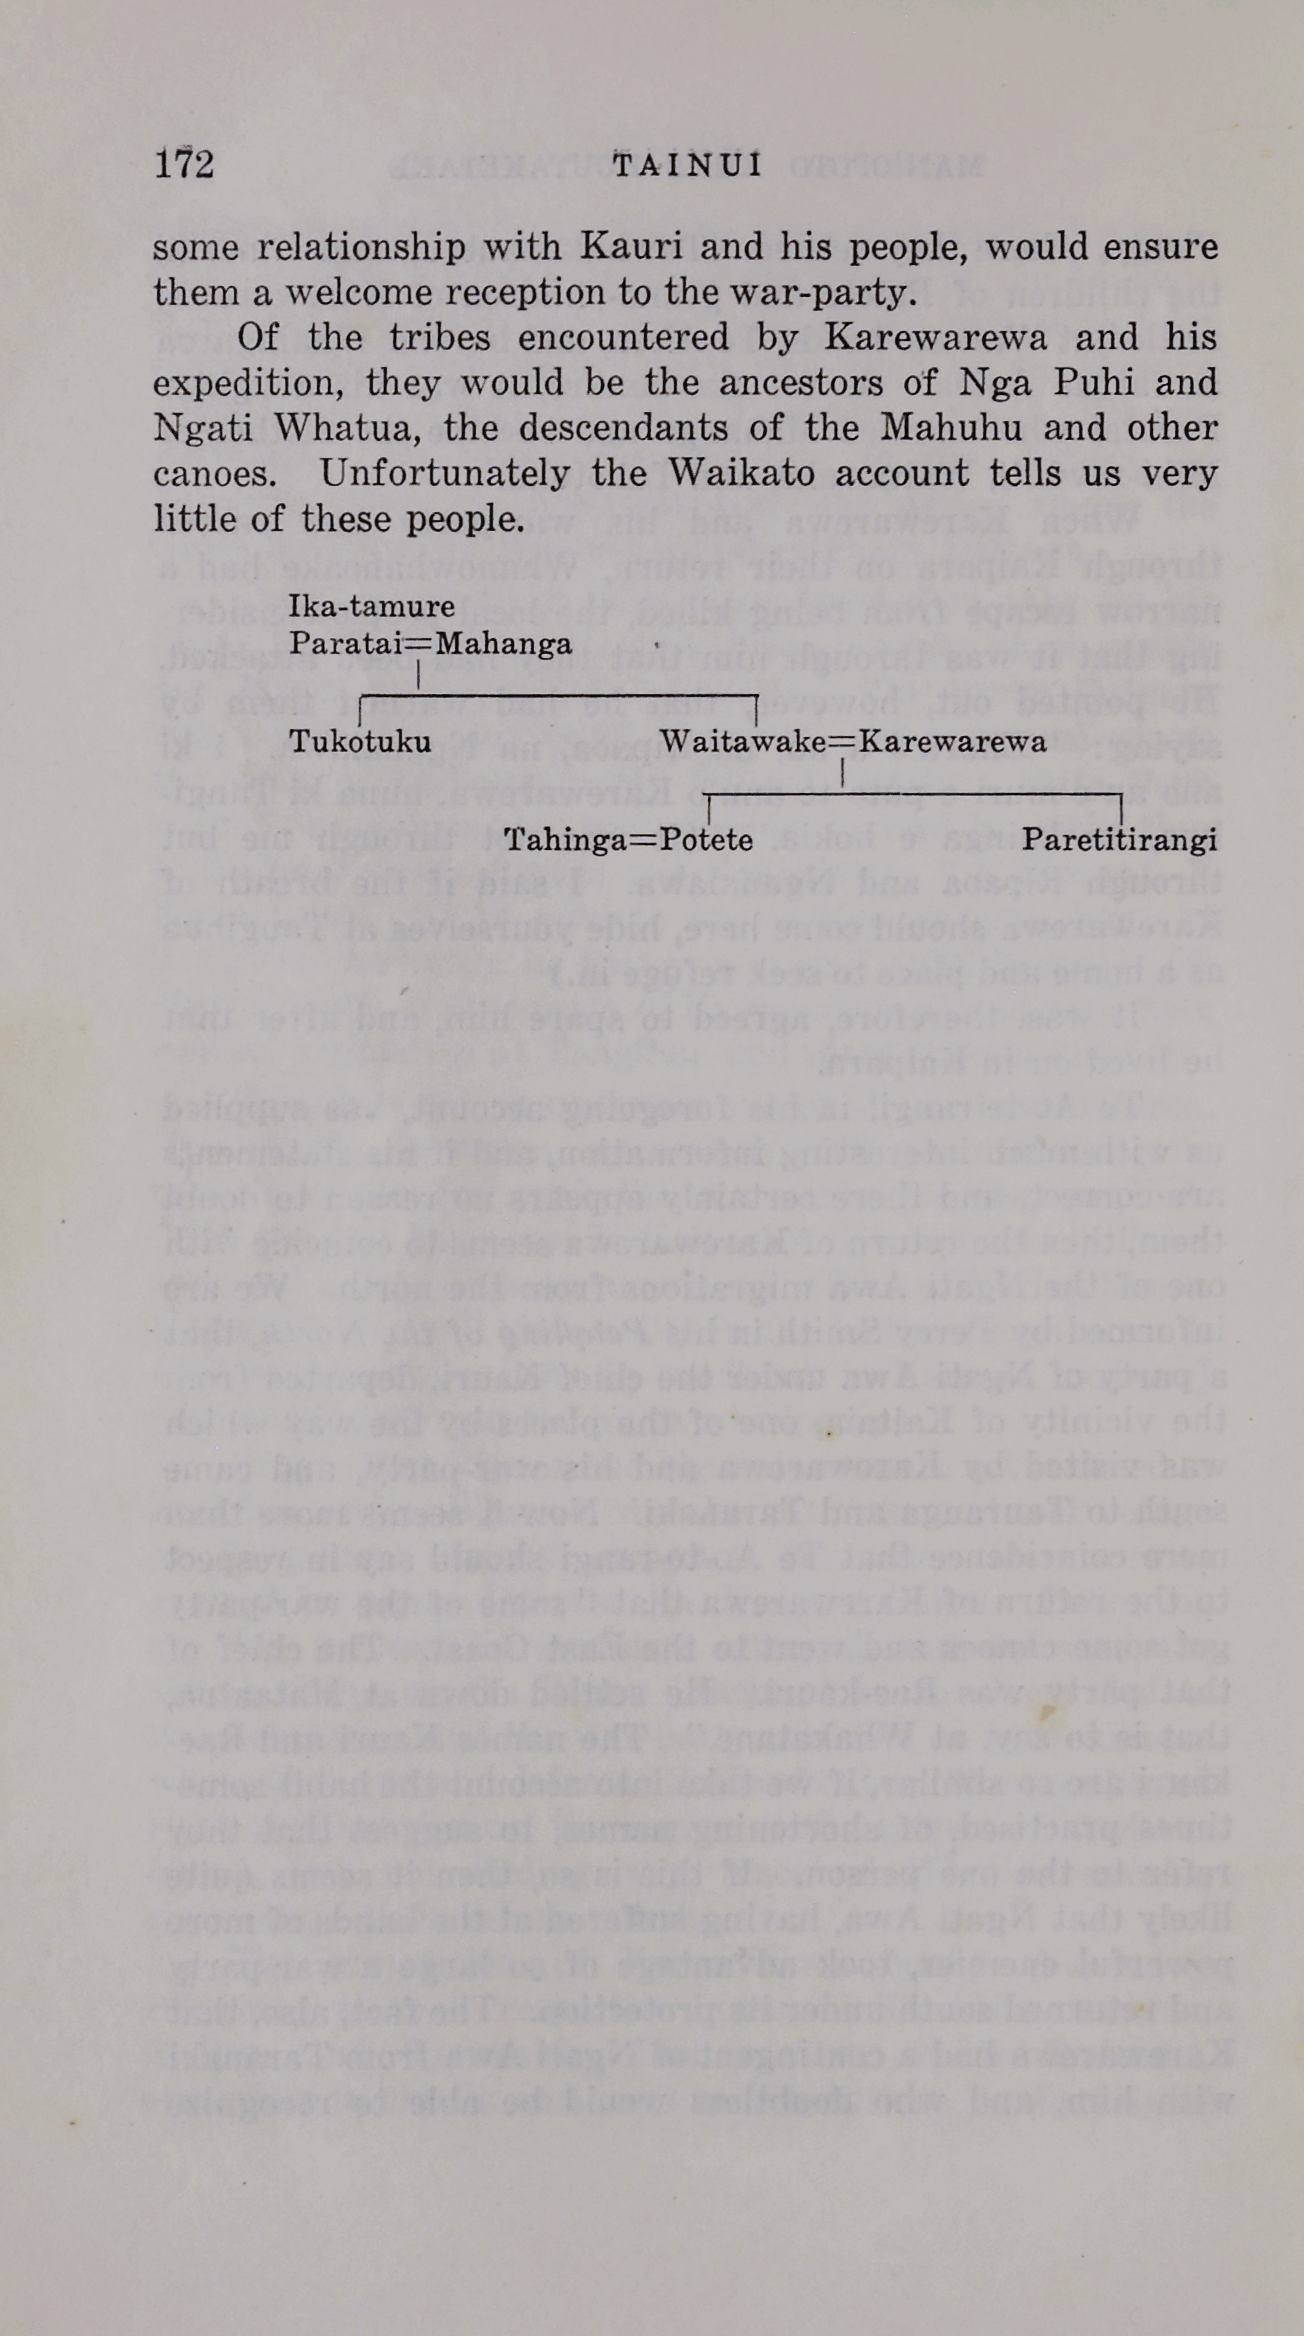 172 TAINUI
some relationship with Kauri and his people, would ensure
them a welcome reception to the war-party.
Of the tribes encountered by Karewarewa and his
expedition, they would be the ancestors of Nga Puhi and
Ngati Whatua, the descendants of the Mahuhu and other
canoes. Unfortunately the Waikato account tells us very
little of these people.
Ika-tamure
Paratai=Mahanga
Tukotuku Waitawake=Karewarewa
Tahinga=Potete Paretitirangi